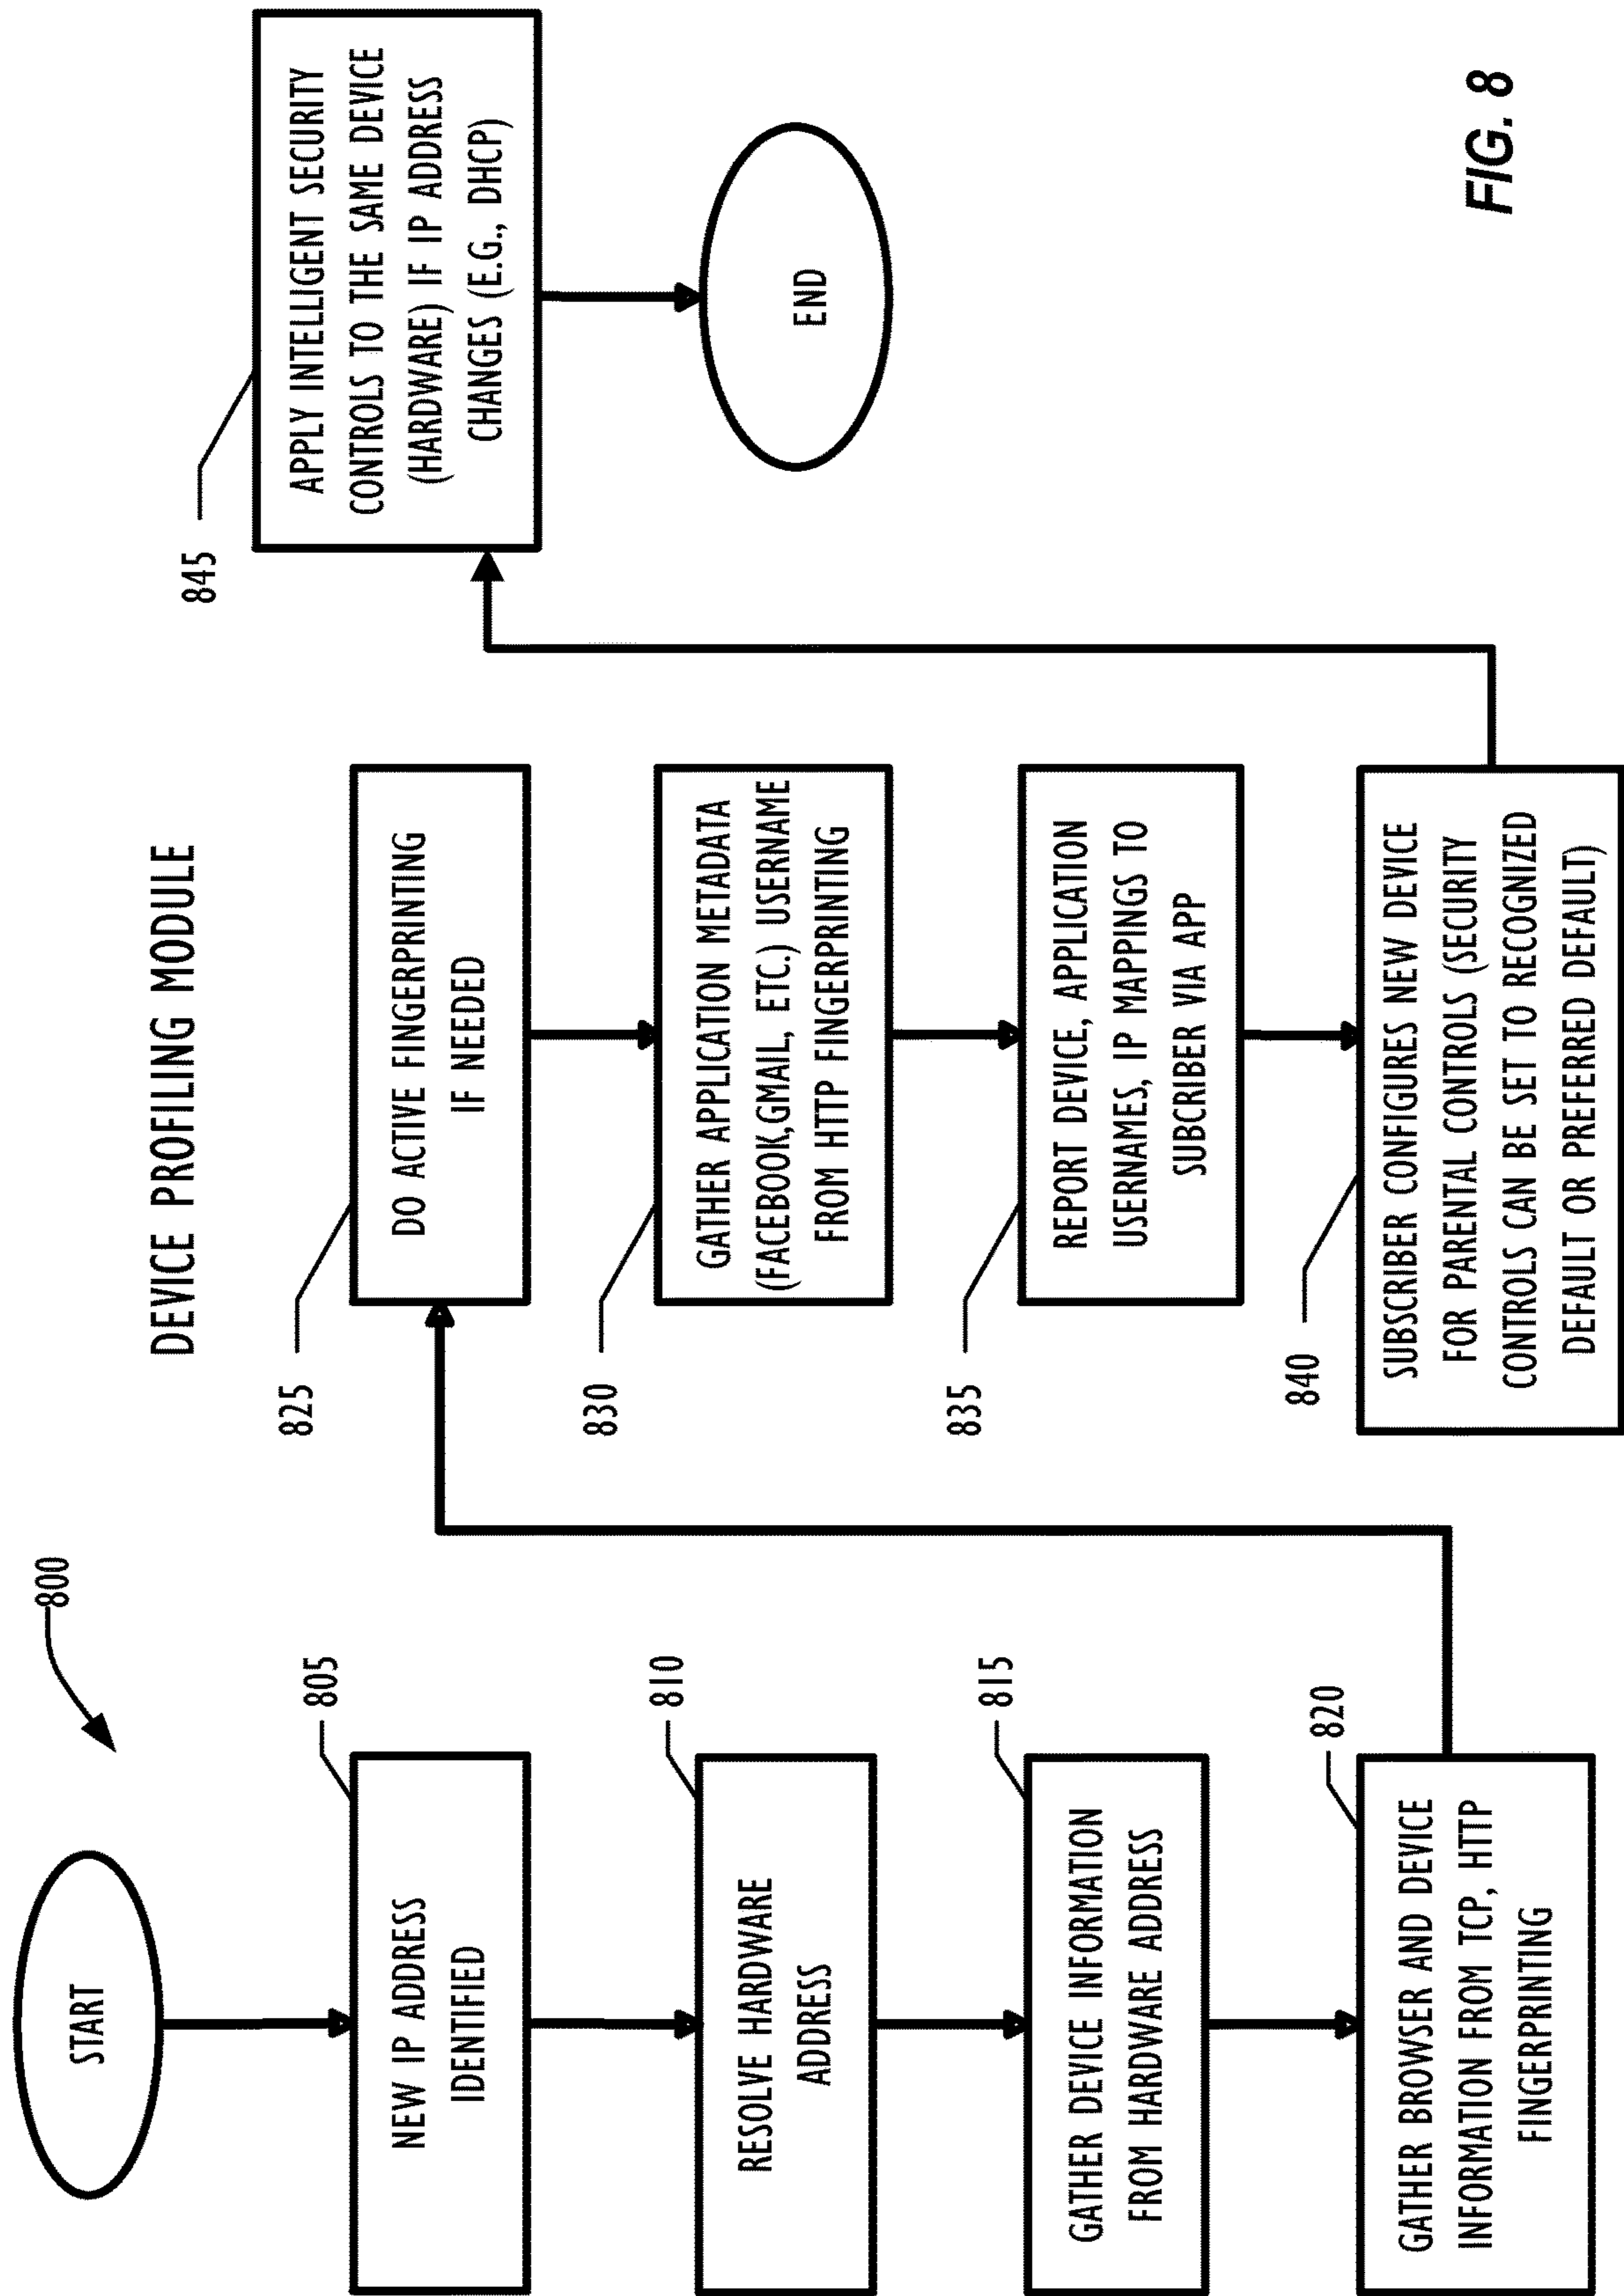 DEVICE PROFILING MODULE
800
START
805
NEW IP ADDRESS
IDENTIFIED
810
RESOLVE HARDWARE
ADDRESS
815
GATHER DEVICE INFORMATION
FROM HARDWARE ADDRESS
820
GATHER BROWSER AND DEVICE
INFORMATION FROM TCP, HTTP
FINGERPRINTING
825
DO ACTIVE FINGERPRINTING
IF NEEDED
830
GATHER APPLICATION METADATA
(FACEBOOK,GMAIL, ETC.) USERNAME
FROM HTTP FINGERPRINTING
835
REPORT DEVICE, APPLICATION
USERNAMES, IP MAPPINGS TO
SUBCRIBER VIA APP
840
SUBSCRIBER CONFIGURES NEW DEVICE
FOR PARENTAL CONTROLS (SECURITY
CONTROLS CAN BE SET TO RECOGNIZED
DEFAULT OR PREFERRED DEFAULT)
845
APPLY INTELLIGENT SECURITY
CONTROLS TO THE SAME DEVICE
(HARDWARE) IF IP ADDRESS
CHANGES (E.G., DHCP)
END
FIG. 8